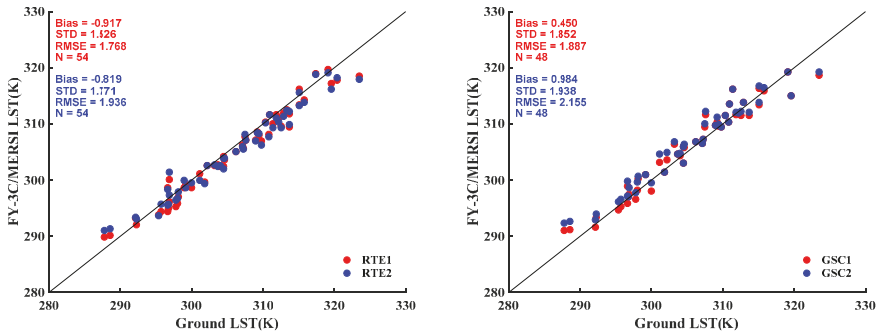 330
320
310
300
290
280
FY-3C/MERSI LST(K)
Bias = -0.917
STD = 1.526
RMSE = 1.768
N = 54
Bias = -0.819
STD = 1.771
RMSE = 1.936
N = 54
RTE1
RTE2
280 290 300 310 320 330
Ground LST(K)
330
320
310
300
290
280
FY-3C/MERSI LST(K)
Bias = 0.450
STD = 1.852
RMSE = 1.887
N = 48
Bias = 0.984
STD = 1.938
RMSE = 2.155
N = 48
GSC1
GSC2
280 290 300 310 320 330
Ground LST(K)